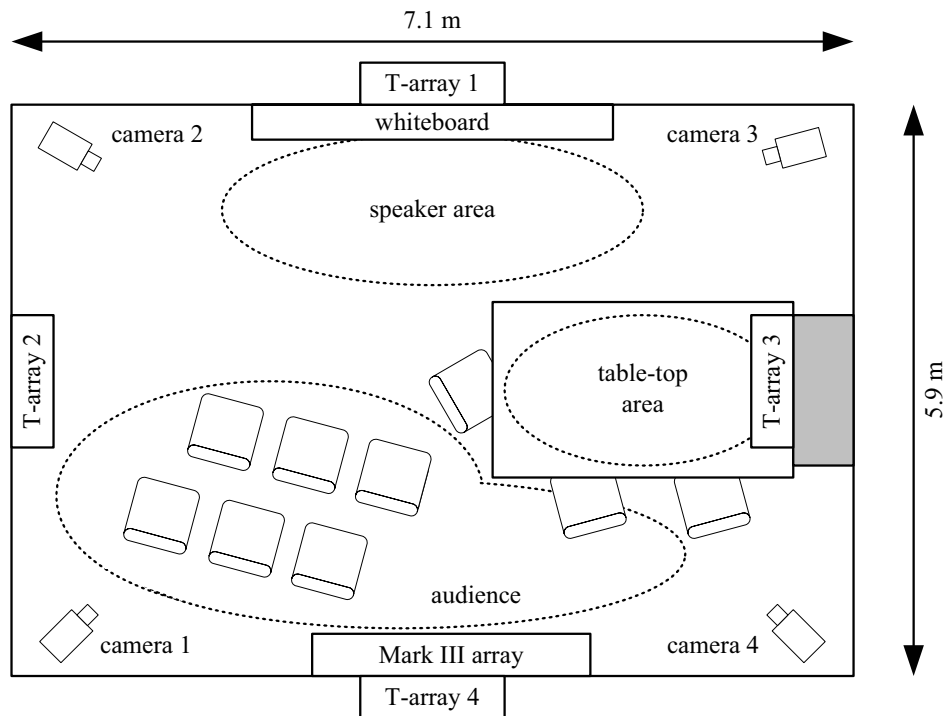 7.1 m
T-array 1
whiteboard
camera 2
camera 3
speaker area
T-array 2
table-top
area
T-array 3
5.9 m
audience
camera 1
camera 4
Mark III array
T-array 4